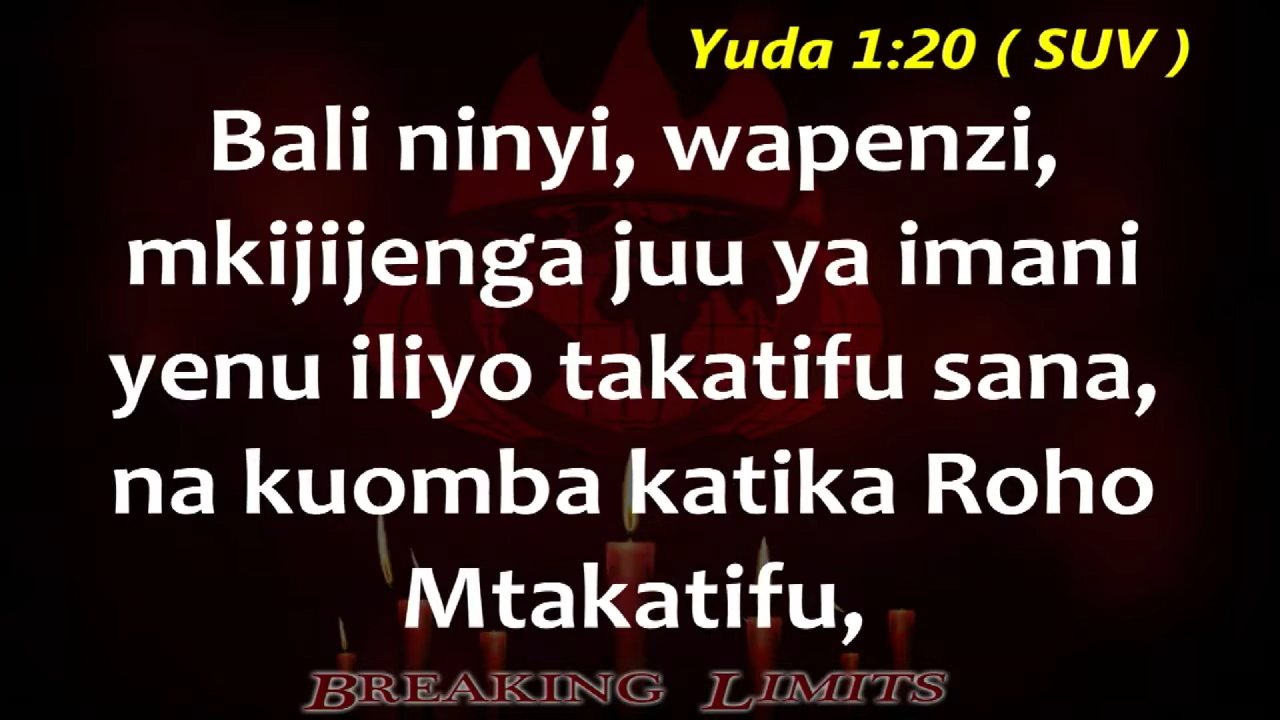 Yuda 1:20 ( SUV )
Bali ninyi, wapenzi,
mkijijenga juu ya imani
yenu iliyo takatifu sana,
na kuomba katika Roho
Mtakatifu,
BREAKING LIMITS